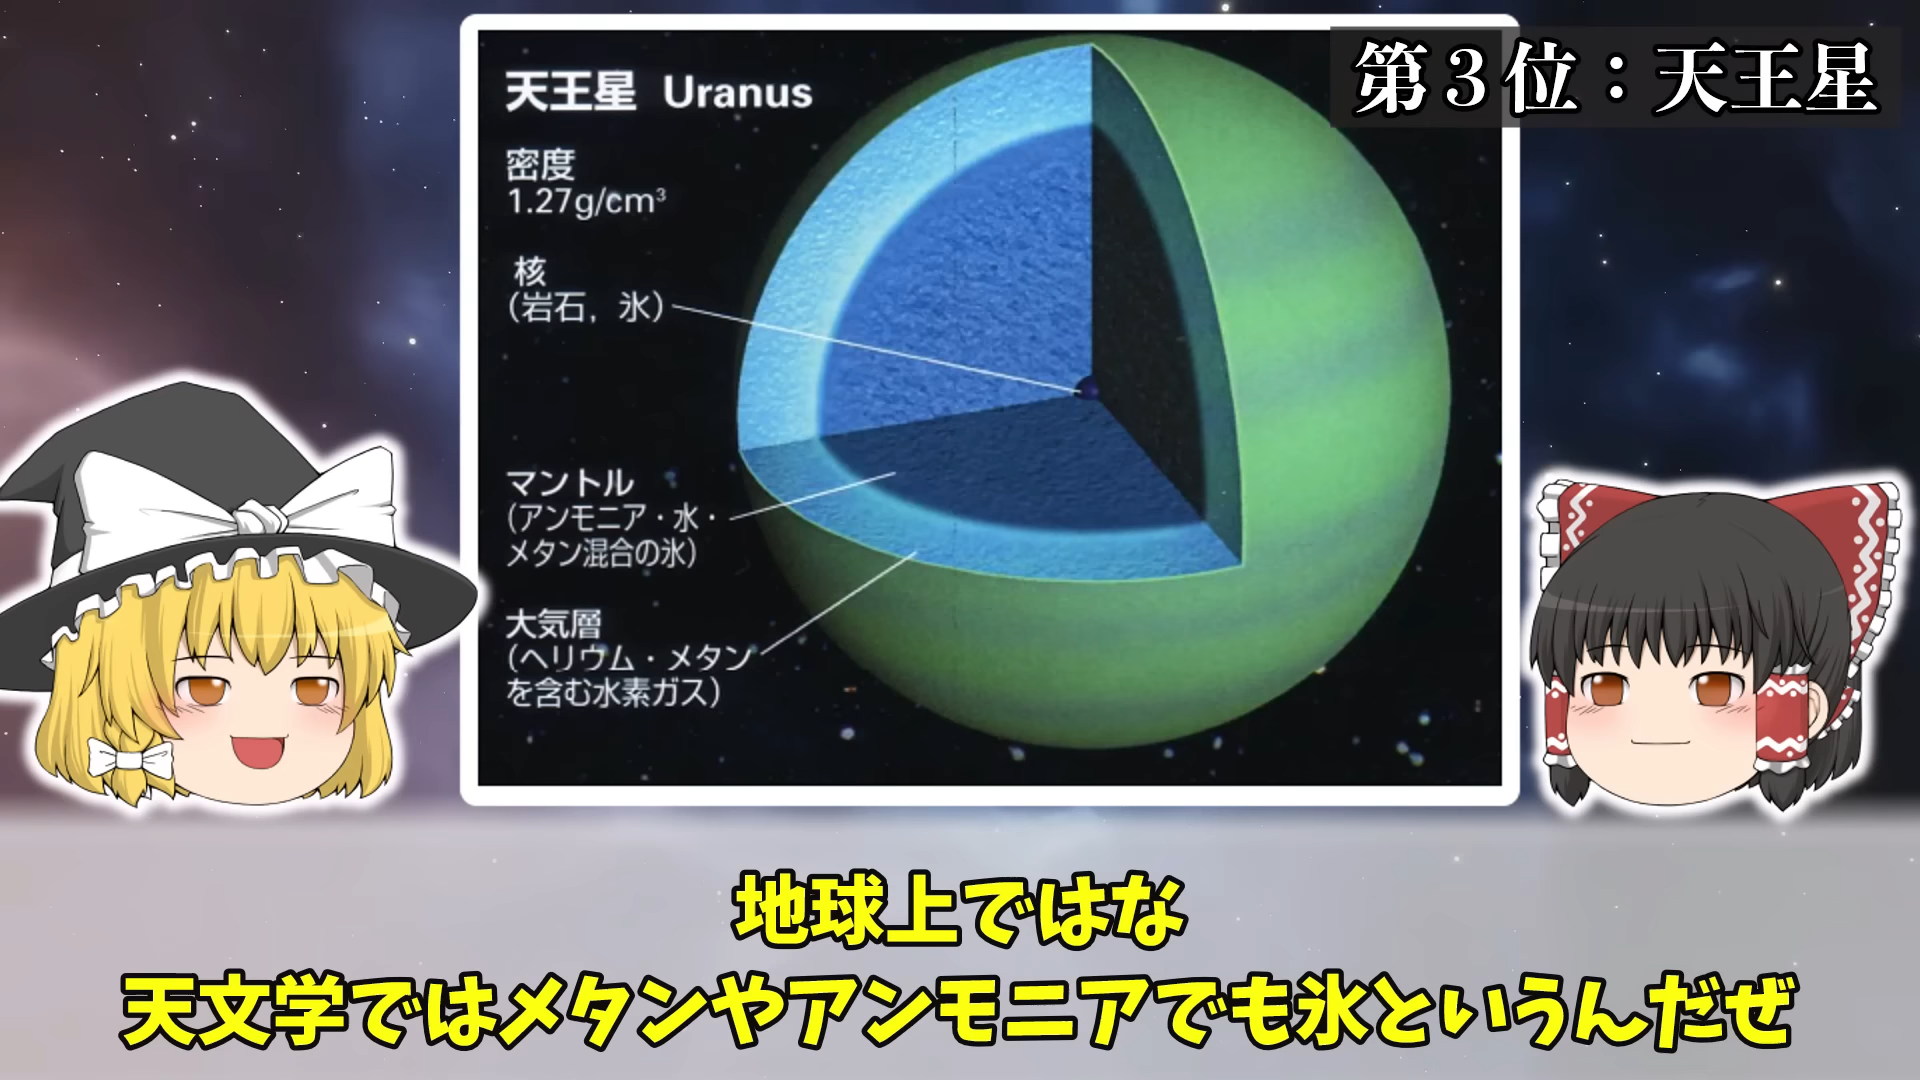 第3位：天王星
天王星 Uranus
密度
1.27g/cm³
核
（岩石，氷）
マントル
（アンモニア・水・
メタン混合の氷）
大気層
（ヘリウム・メタン
を含む水素ガス）
地球上ではな
天文学ではメタンやアンモニアでも氷というんだぜ